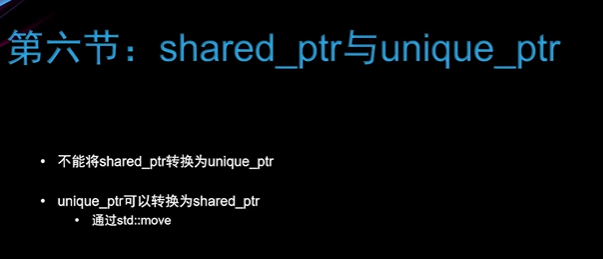 第六节：shared_ptr与unique_ptr
• 不能将shared_ptr转换为unique_ptr
• unique_ptr可以转换为shared_ptr
• 通过std::move